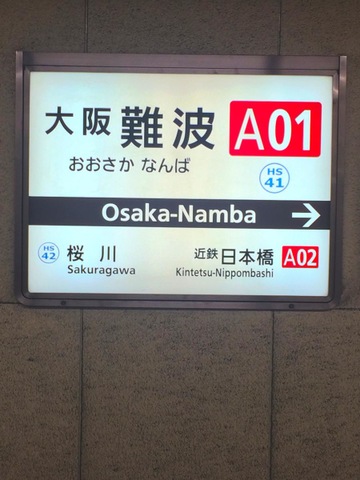 大阪難波 A01
おおさか なんば
HS
41
Osaka-Namba →
HS
42
桜川
Sakuragawa
近鉄日本橋 A02
Kintetsu-Nippombashi